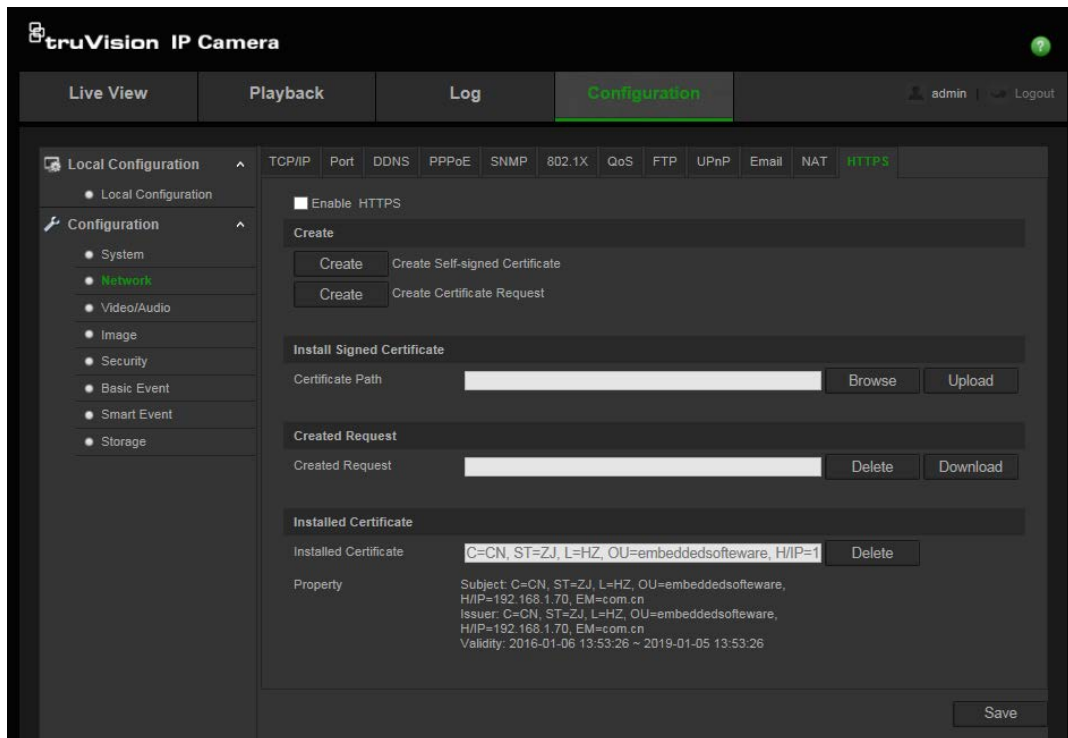 truVision IP Camera
?
Live View Playback Log Configuration admin | Logout
Local Configuration
Local Configuration
Configuration
System
Network
Video/Audio
Image
Security
Basic Event
Smart Event
Storage
TCP/IP Port DDNS PPPoE SNMP 802.1X QoS FTP UPnP Email NAT HTTPS
Enable HTTPS
Create
Create Create Self-signed Certificate
Create Create Certificate Request
Install Signed Certificate
Certificate Path Browse Upload
Created Request
Created Request Delete Download
Installed Certificate
Installed Certificate C=CN, ST=ZJ, L=HZ, OU=embeddedsofteware, H/IP=1 Delete
Property Subject: C=CN, ST=ZJ, L=HZ, OU=embeddedsofteware,
H/IP=192.168.1.70, EM=com.cn
Issuer: C=CN, ST=ZJ, L=HZ, OU=embeddedsofteware,
H/IP=192.168.1.70, EM=com.cn
Validity: 2016-01-06 13:53:26 ~ 2019-01-05 13:53:26
Save